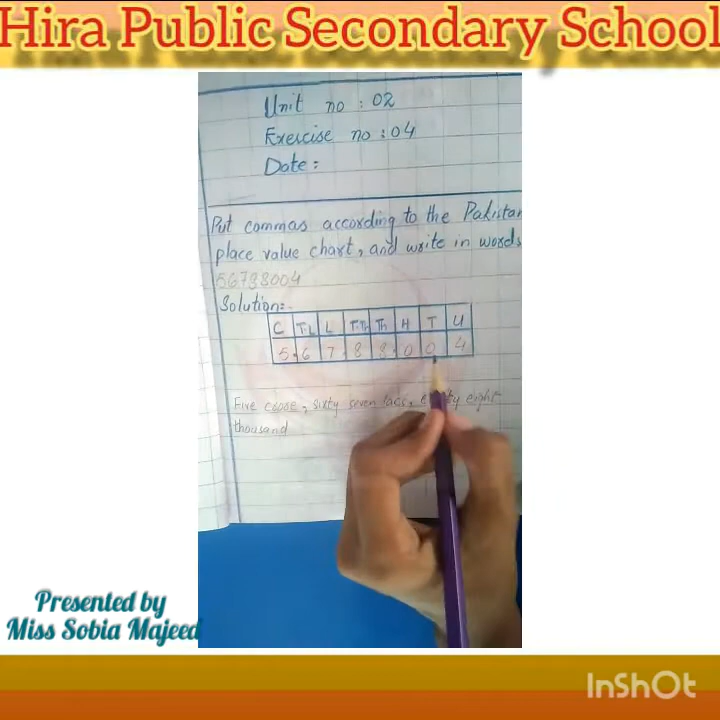 Hira Public Secondary School
Unit no : 02
Exercise no : 04
Date :
Put commas according to the Pakistan
place value chart, and write in words
Solution:-
C T.L L T.Th Th H T U
5,6 7,8 8,0 0 4
Five crore, sixty seven lacs, eighty eight
thousand
Presented by
Miss Sobia Majeed
InShOt